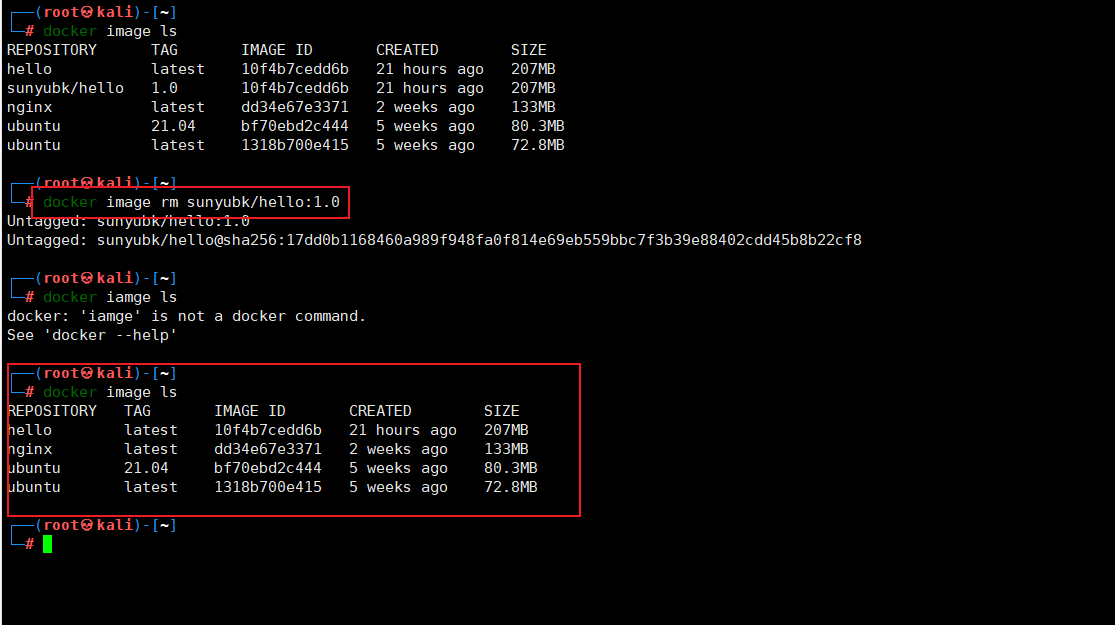 ┌──(root㉿kali)-[~]
└─# docker image ls
REPOSITORY      TAG       IMAGE ID       CREATED        SIZE
hello           latest    10f4b7cedd6b   21 hours ago   207MB
sunyubk/hello   1.0       10f4b7cedd6b   21 hours ago   207MB
nginx           latest    dd34e67e3371   2 weeks ago    133MB
ubuntu          21.04     bf70ebd2c444   5 weeks ago    80.3MB
ubuntu          latest    1318b700e415   5 weeks ago    72.8MB
┌──(root㉿kali)-[~]
└─# docker image rm sunyubk/hello:1.0
Untagged: sunyubk/hello:1.0
Untagged: sunyubk/hello@sha256:17dd0b1168460a989f948fa0f814e69eb559bbc7f3b39e88402cdd45b8b22cf8
┌──(root㉿kali)-[~]
└─# docker iamge ls
docker: 'iamge' is not a docker command.
See 'docker --help'
┌──(root㉿kali)-[~]
└─# docker image ls
REPOSITORY   TAG       IMAGE ID       CREATED        SIZE
hello        latest    10f4b7cedd6b   21 hours ago   207MB
nginx        latest    dd34e67e3371   2 weeks ago    133MB
ubuntu       21.04     bf70ebd2c444   5 weeks ago    80.3MB
ubuntu       latest    1318b700e415   5 weeks ago    72.8MB
┌──(root㉿kali)-[~]
└─#